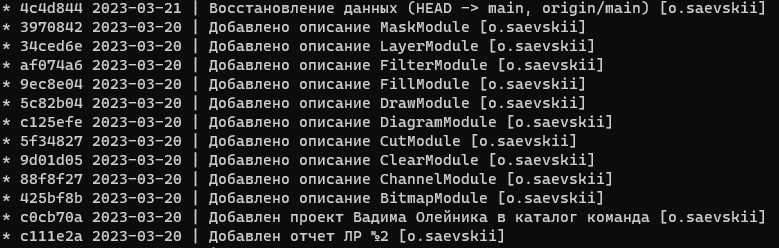 * 4c4d844 2023-03-21 | Восстановление данных (HEAD -> main, origin/main) [o.saevskii]
* 3970842 2023-03-20 | Добавлено описание MaskModule [o.saevskii]
* 34ced6e 2023-03-20 | Добавлено описание LayerModule [o.saevskii]
* af074a6 2023-03-20 | Добавлено описание FilterModule [o.saevskii]
* 9ec8e04 2023-03-20 | Добавлено описание FillModule [o.saevskii]
* 5c82b04 2023-03-20 | Добавлено описание DrawModule [o.saevskii]
* c125efe 2023-03-20 | Добавлено описание DiagramModule [o.saevskii]
* 5f34827 2023-03-20 | Добавлено описание CutModule [o.saevskii]
* 9d01d05 2023-03-20 | Добавлено описание ClearModule [o.saevskii]
* 88f8f27 2023-03-20 | Добавлено описание ChannelModule [o.saevskii]
* 425bf8b 2023-03-20 | Добавлено описание BitmapModule [o.saevskii]
* c0cb70a 2023-03-20 | Добавлен проект Вадима Олейника в каталог команда [o.saevskii]
* c111e2a 2023-03-20 | Добавлен отчет ЛР №2 [o.saevskii]